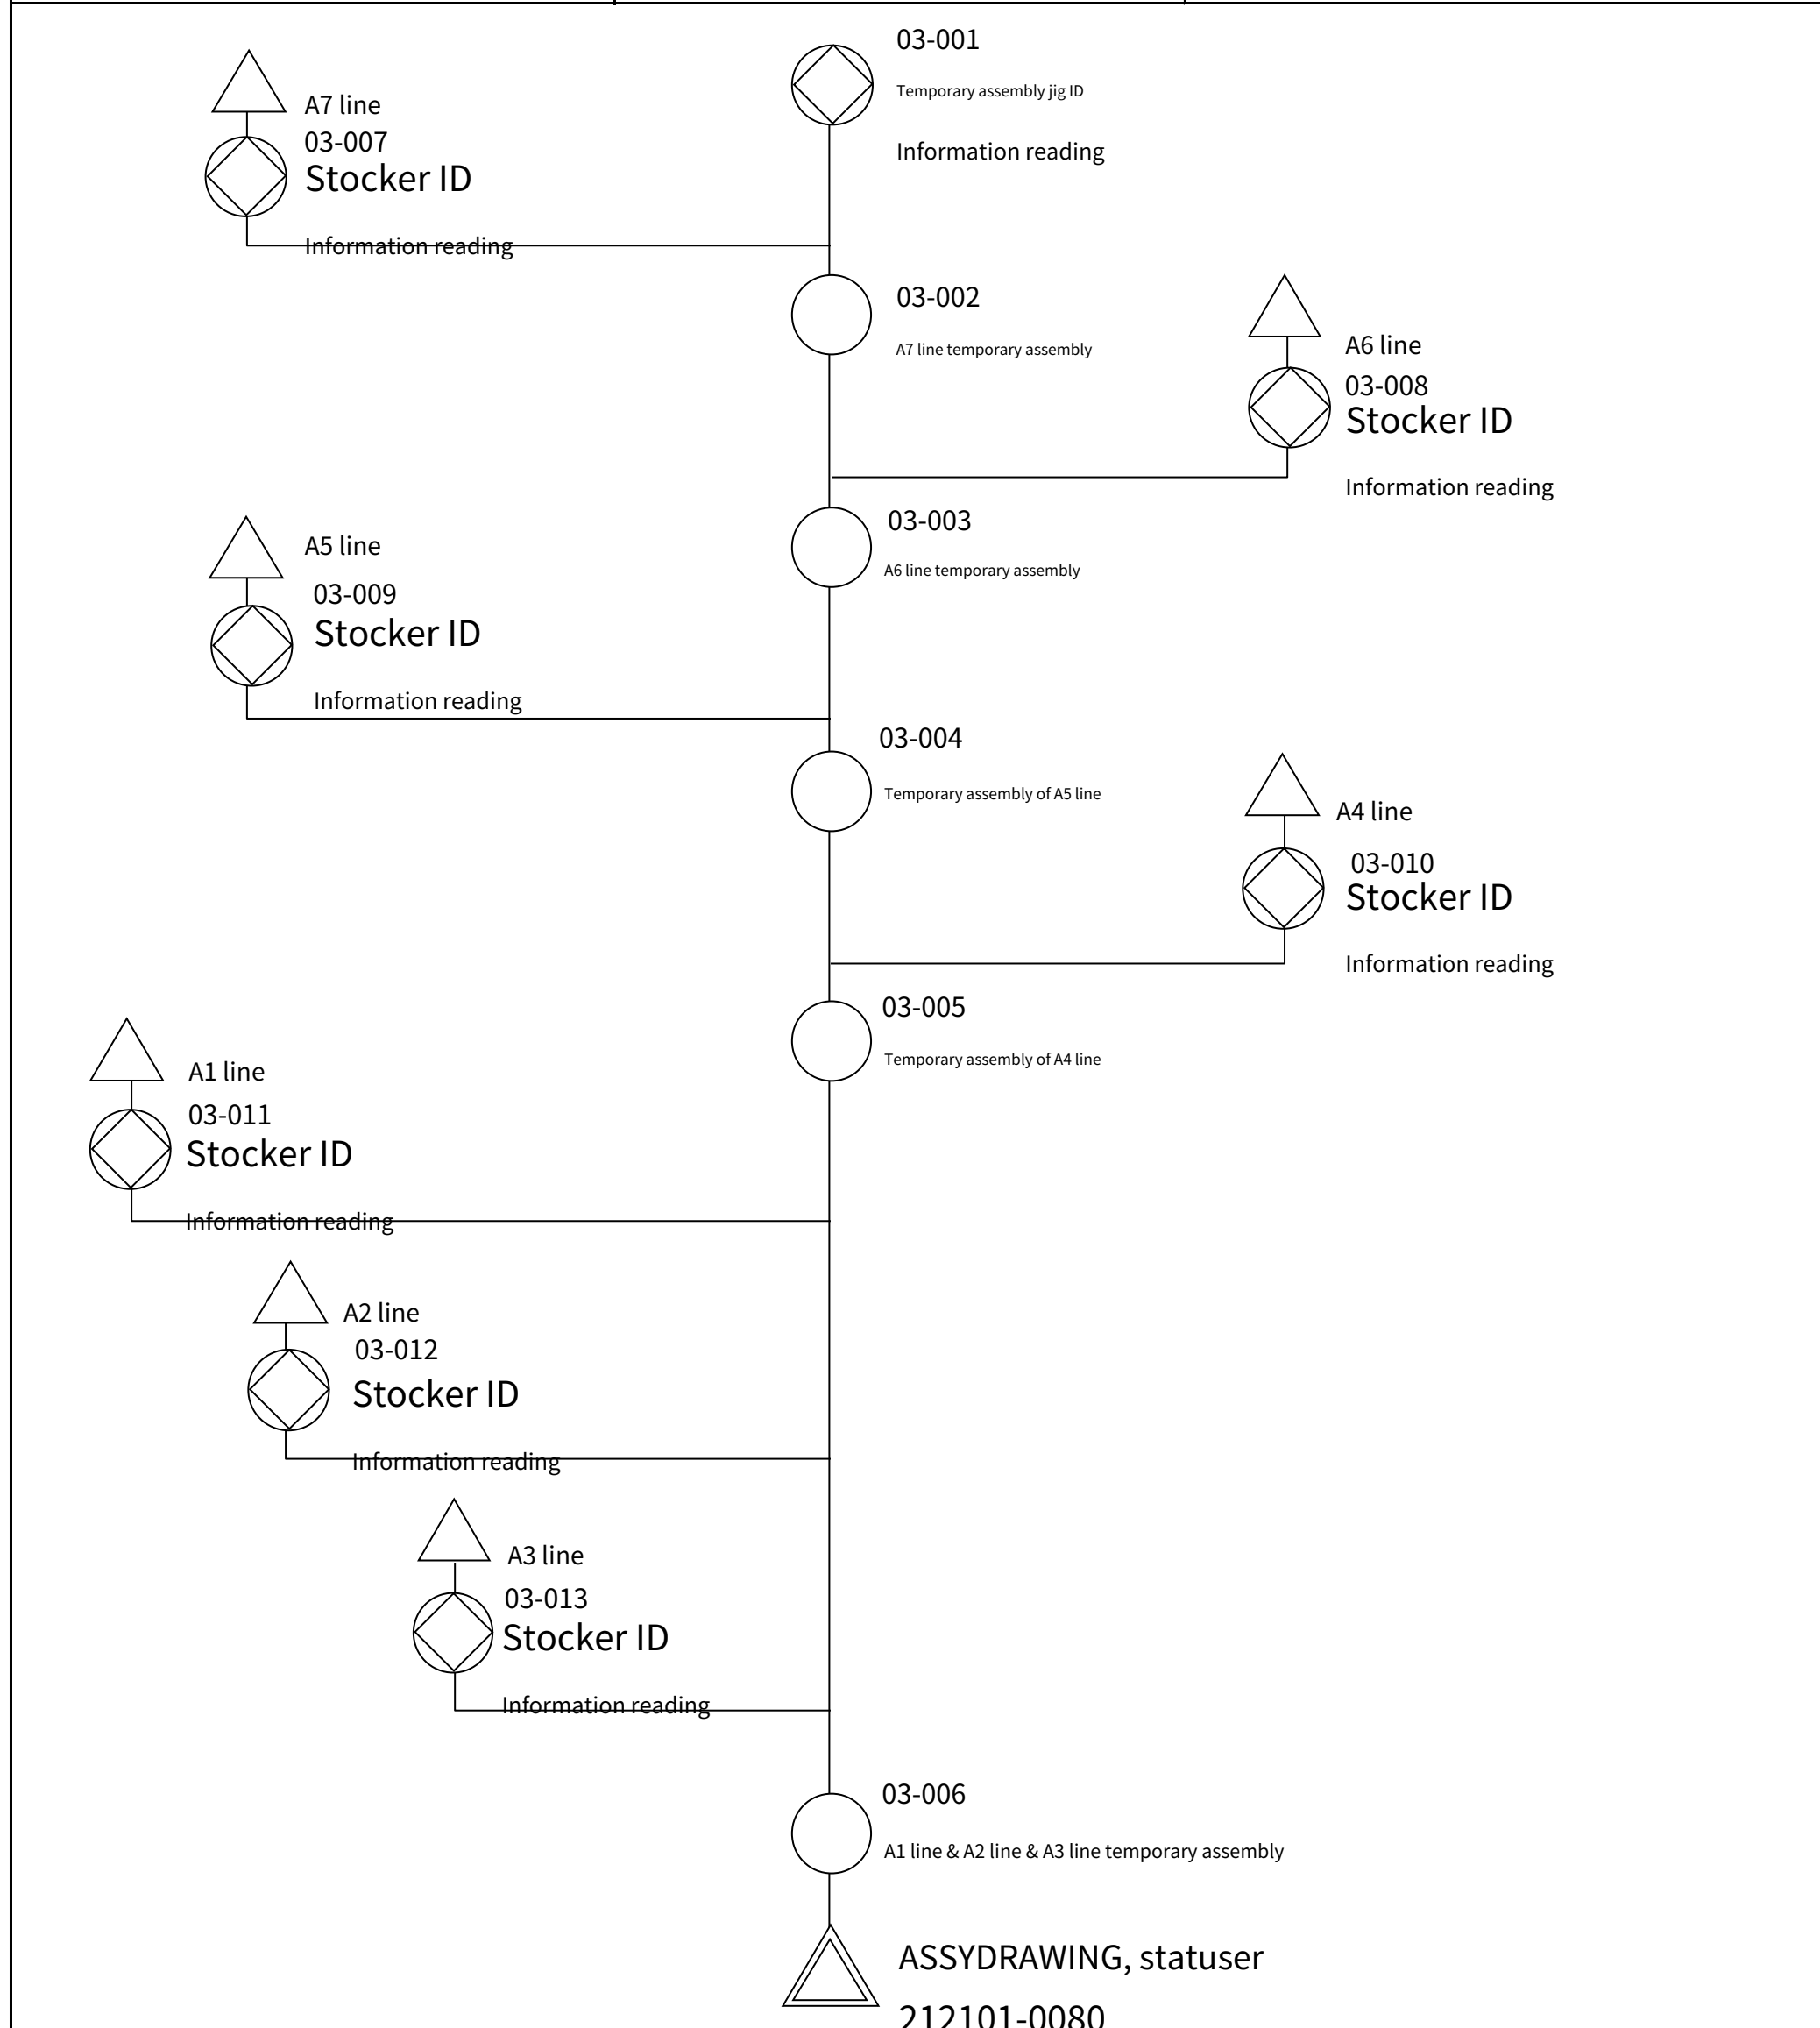 03-001
Temporary assembly jig ID
Information reading
A7 line
03-007
Stocker ID
Information reading
03-002
A7 line temporary assembly
A6 line
03-008
Stocker ID
Information reading
03-003
A6 line temporary assembly
A5 line
03-009
Stocker ID
Information reading
03-004
Temporary assembly of A5 line
A4 line
03-010
Stocker ID
Information reading
03-005
Temporary assembly of A4 line
A1 line
03-011
Stocker ID
Information reading
A2 line
03-012
Stocker ID
Information reading
A3 line
03-013
Stocker ID
Information reading
03-006
A1 line & A2 line & A3 line temporary assembly
ASSYDRAWING, statuser
212101-0080